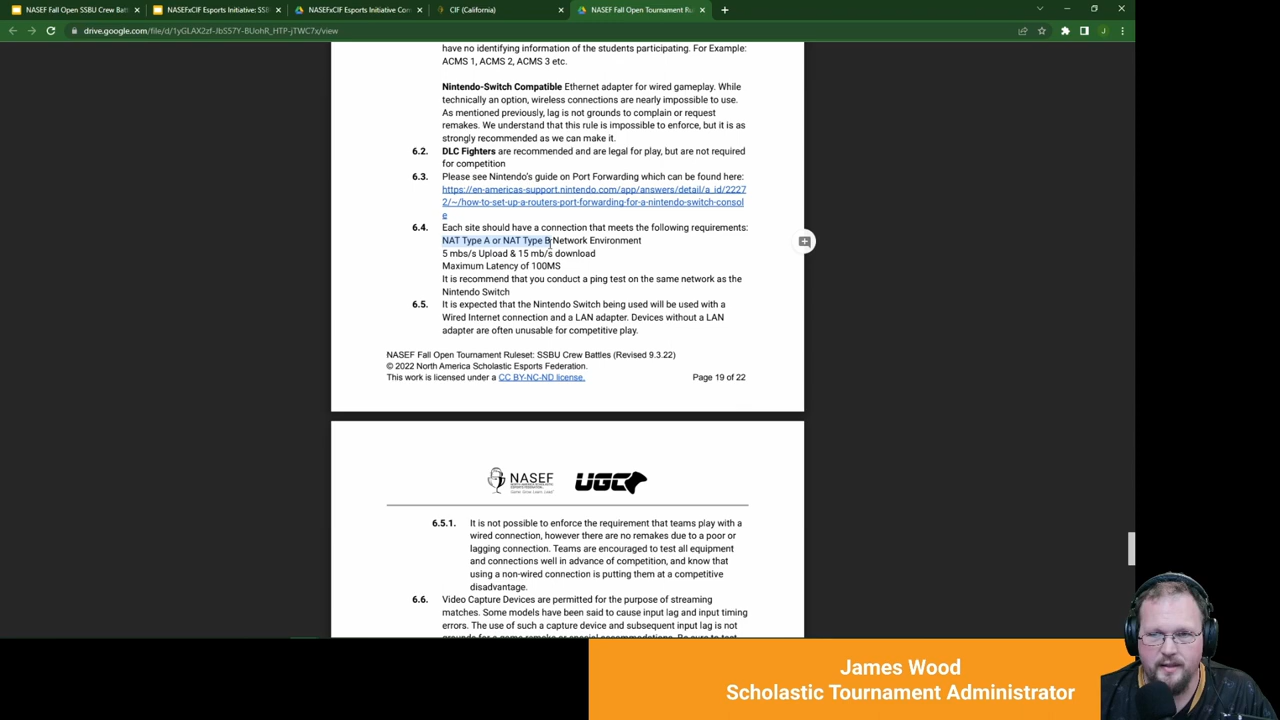 NASEF Fall Open SSBU Crew Batt
NASEFxCIF Esports Initiative: SSB
NASEFxCIF Esports Initiative Com
CIF (California)
NASEF Fall Open Tournament Ru
drive.google.com/file/d/1yGLAX2zf-JbS57Y-BUohR_HTP-jTWC7x/view
have no identifying information of the students participating. For Example:
ACMS 1, ACMS 2, ACMS 3 etc.
Nintendo-Switch Compatible Ethernet adapter for wired gameplay. While
technically an option, wireless connections are nearly impossible to use.
As mentioned previously, lag is not grounds to complain or request
remakes. We understand that this rule is impossible to enforce, but it is as
strongly recommended as we can make it.
6.2. DLC Fighters are recommended and are legal for play, but are not required
for competition
6.3. Please see Nintendo's guide on Port Forwarding which can be found here:
https://en-americas-support.nintendo.com/app/answers/detail/a_id/2227
2/~/how-to-set-up-a-routers-port-forwarding-for-a-nintendo-switch-consol
e
6.4. Each site should have a connection that meets the following requirements:
NAT Type A or NAT Type B Network Environment
5 mbs/s Upload & 15 mb/s download
Maximum Latency of 100MS
It is recommend that you conduct a ping test on the same network as the
Nintendo Switch
6.5. It is expected that the Nintendo Switch being used will be used with a
Wired Internet connection and a LAN adapter. Devices without a LAN
adapter are often unusable for competitive play.
NASEF Fall Open Tournament Ruleset: SSBU Crew Battles (Revised 9.3.22)
© 2022 North America Scholastic Esports Federation
This work is licensed under a CC BY-NC-ND license. Page 19 of 22
NASEF UGC
6.5.1. It is not possible to enforce the requirement that teams play with a
wired connection, however there are no remakes due to a poor or
lagging connection. Teams are encouraged to test all equipment
and connections well in advance of competition, and know that
using a non-wired connection is putting them at a competitive
disadvantage.
6.6. Video Capture Devices are permitted for the purpose of streaming
matches. Some models have been said to cause input lag and input timing
errors. The use of such a capture device and subsequent input lag is not
James Wood
Scholastic Tournament Administrator